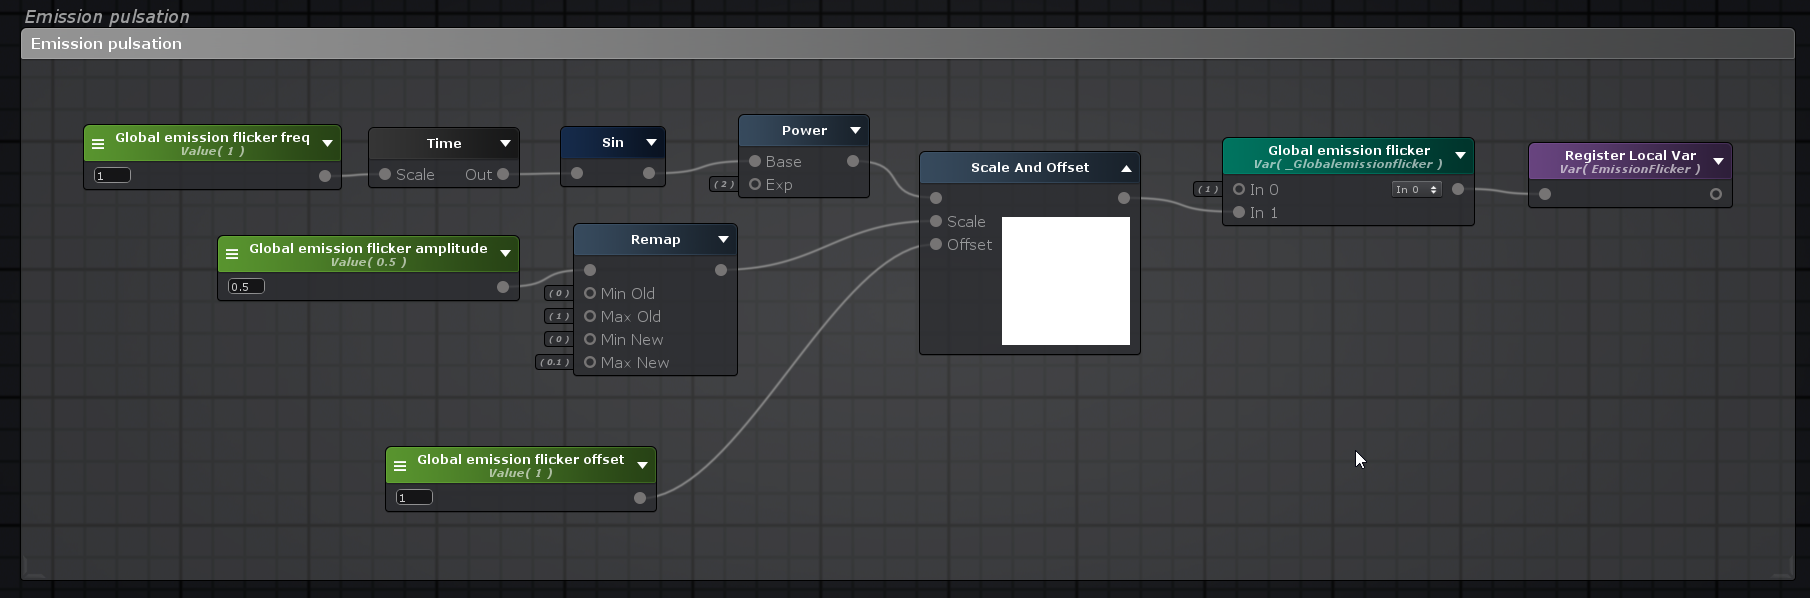 Emission pulsation
Emission pulsation
Global emission flicker freq
Value( 1 )
1
Time
Scale Out
Sin
Power
Base
( 2 ) Exp
Scale And Offset
Scale
Offset
Global emission flicker
Var( _Globalemissionflicker )
( 1 ) In 0 In 0
In 1
Register Local Var
Var( EmissionFlicker )
Global emission flicker amplitude
Value( 0.5 )
0.5
Remap
( 0 ) Min Old
( 1 ) Max Old
( 0 ) Min New
( 0.1 ) Max New
Global emission flicker offset
Value( 1 )
1